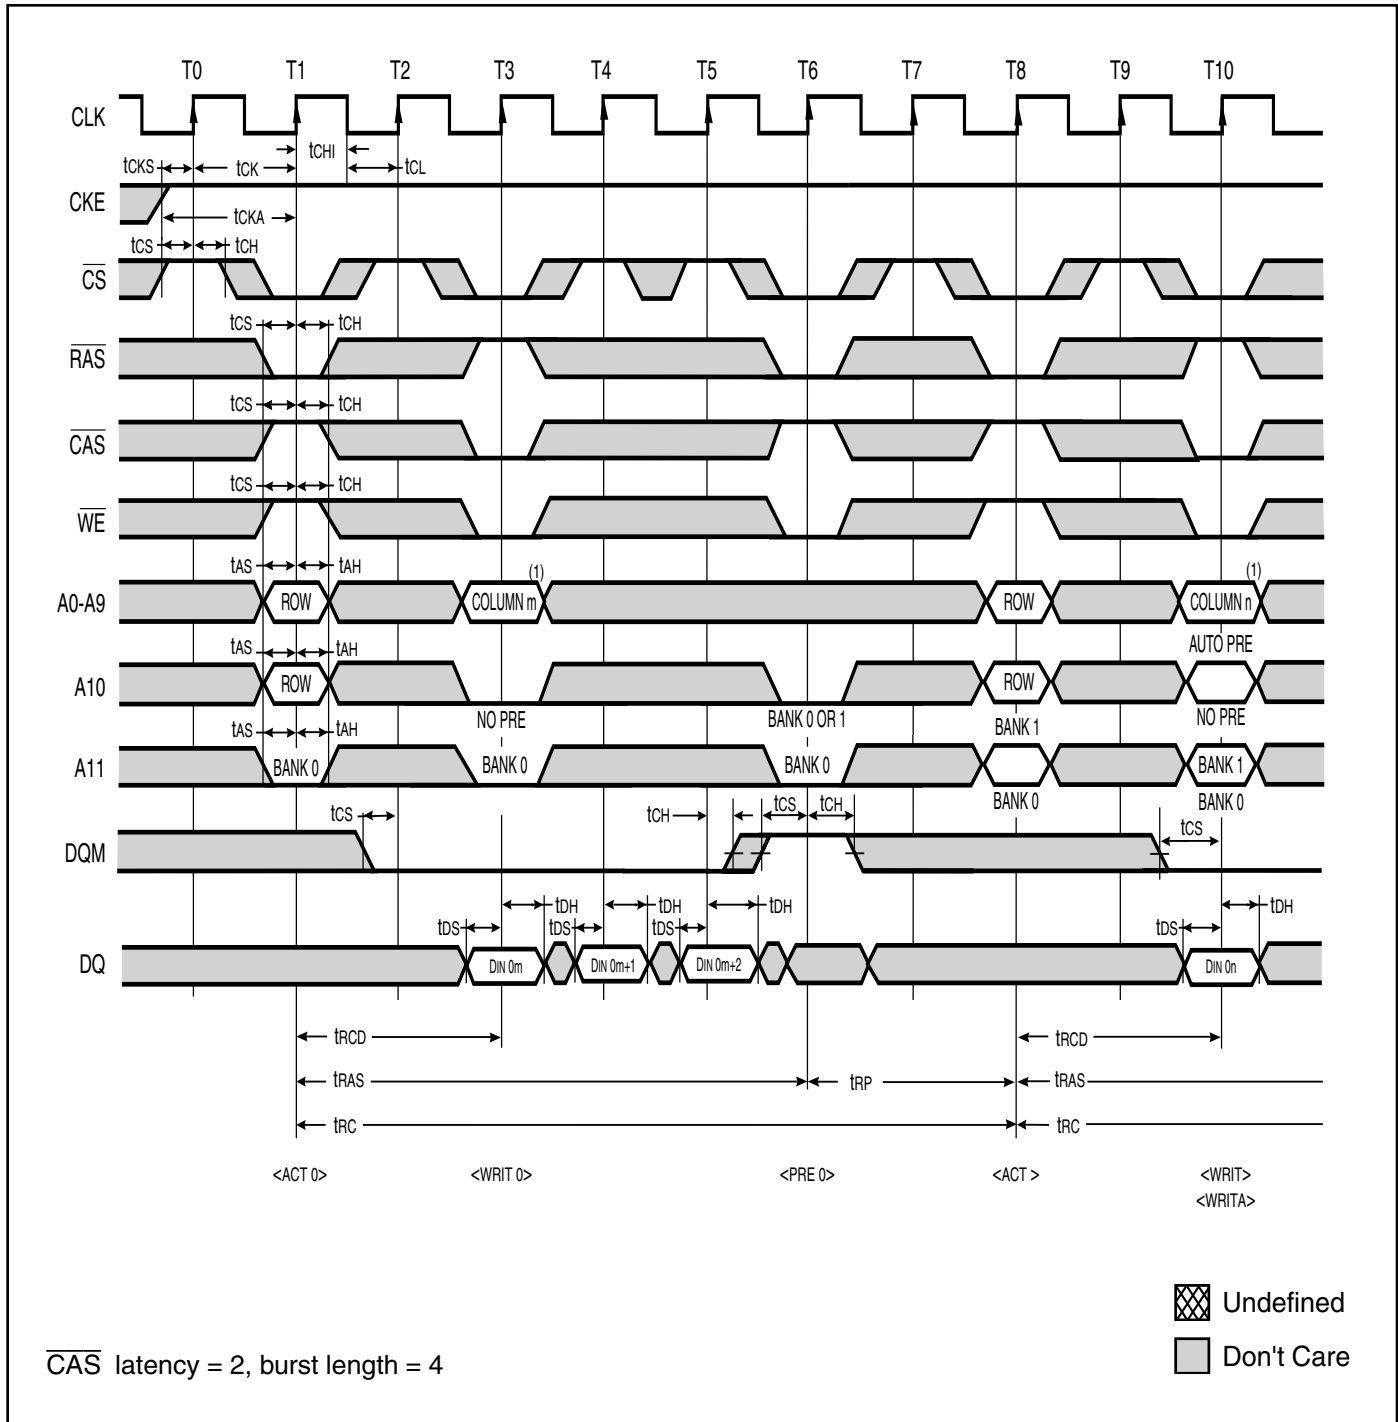 T0 T1 T2 T3 T4 T5 T6 T7 T8 T9 T10
CLK
tCHI
tCKS tCK tCL
CKE
tCKA
tCS tCH
CS
tCS tCH
RAS
tCS tCH
CAS
tCS tCH
WE
tAS tAH (1) (1)
A0-A9 ROW COLUMN m ROW COLUMN n
AUTO PRE
tAS tAH
A10 ROW ROW
NO PRE BANK 0 OR 1 BANK 1 NO PRE
tAS tAH
A11 BANK 0 BANK 0 BANK 0 BANK 1
BANK 0 BANK 0
tCS tCH tCS tCH tCS
DQM
tDH tDH tDH tDH
tDS tDS tDS tDS
DQ DIN 0m DIN 0m+1 DIN 0m+2 DIN 0n
tRCD tRCD
tRAS tRP tRAS
tRC tRC
<ACT 0> <WRIT 0> <PRE 0> <ACT > <WRIT>
<WRITA>
Undefined
Don't Care
CAS latency = 2, burst length = 4